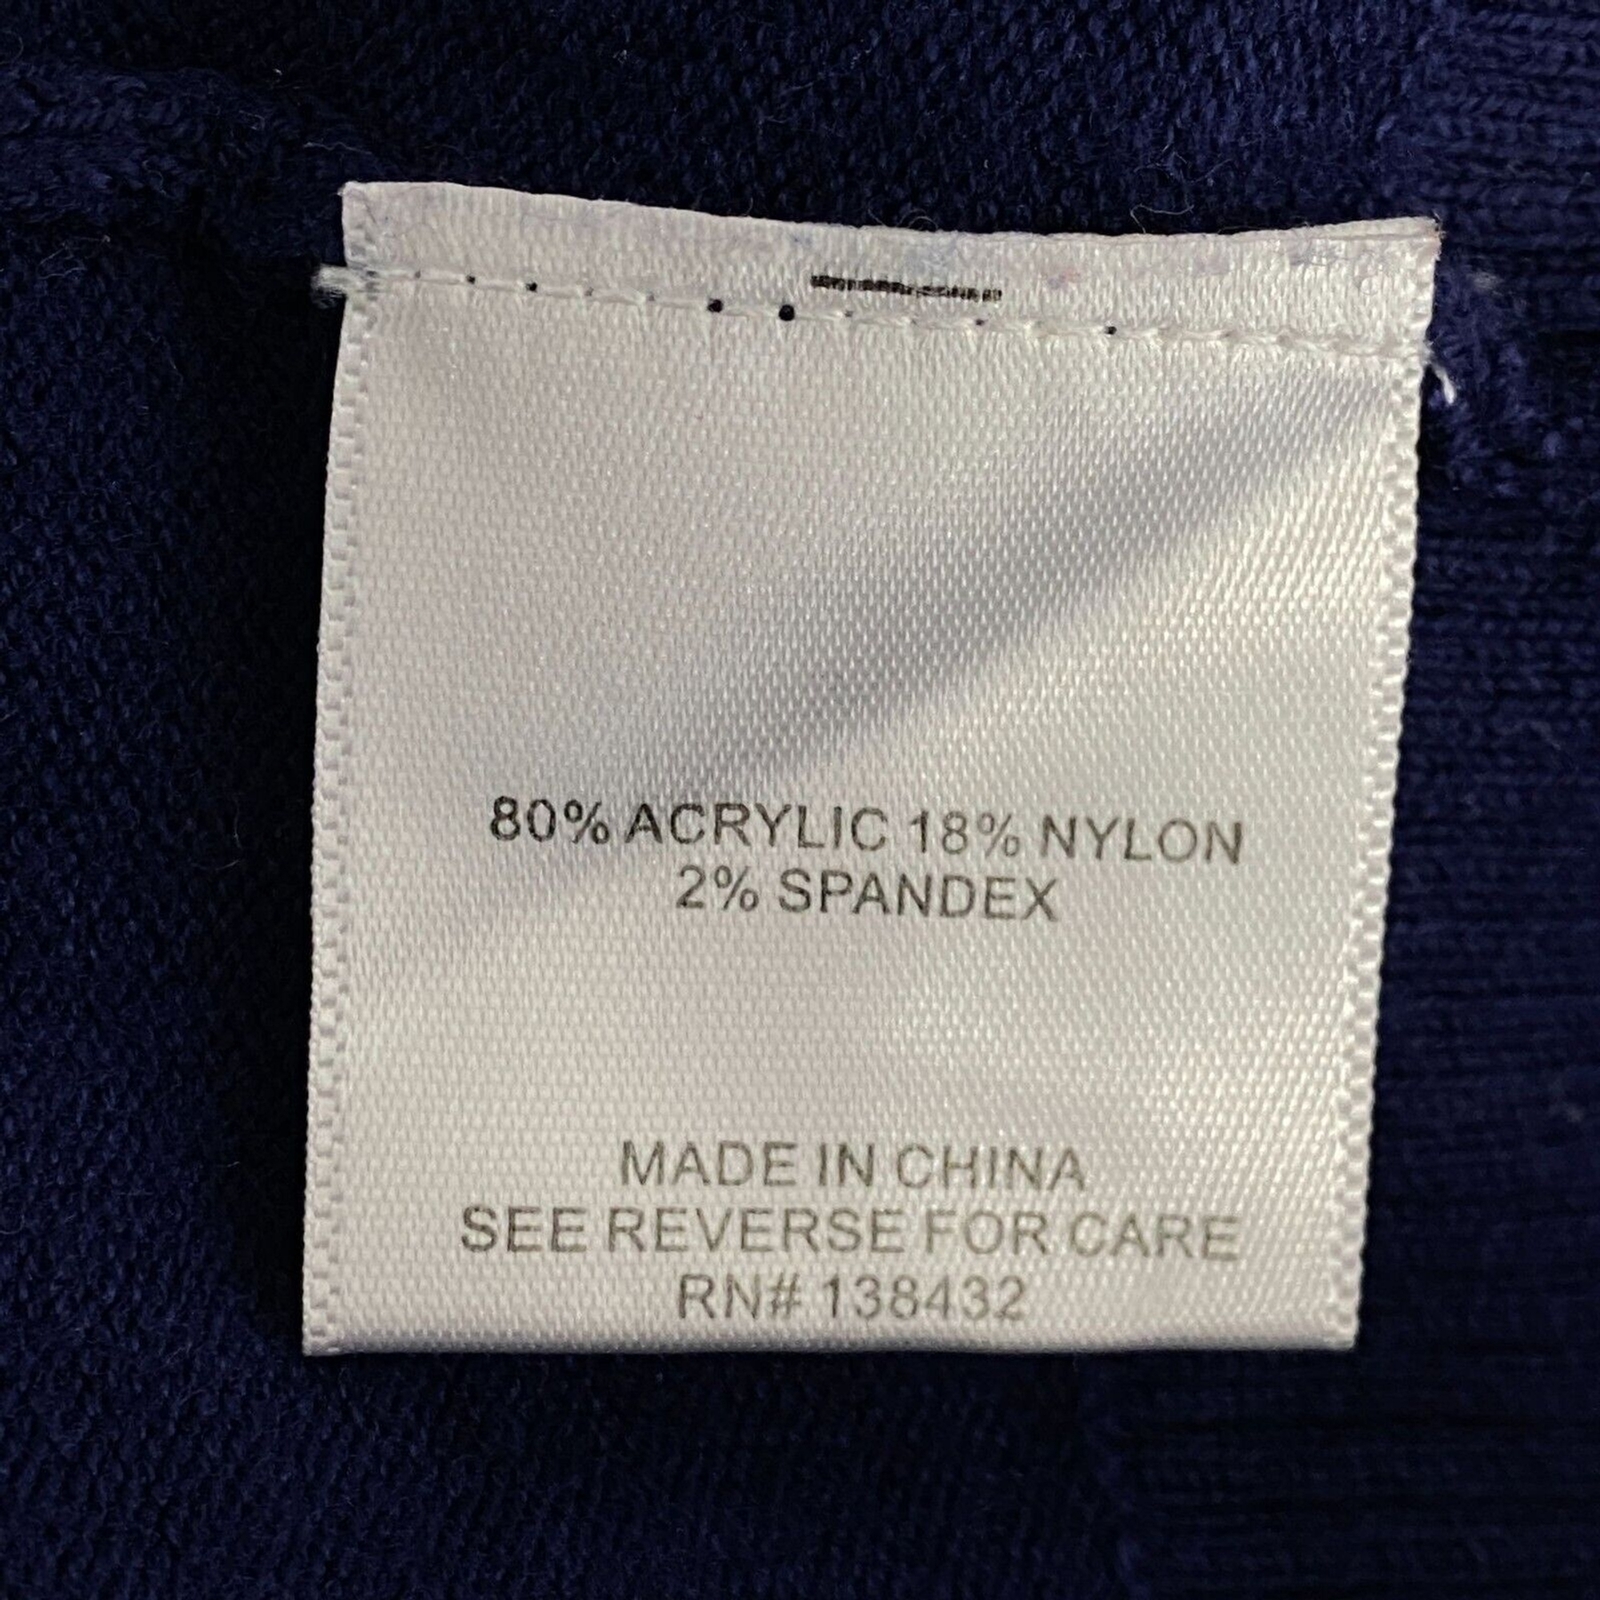 80% ACRYLIC 18% NYLON
2% SPANDEX
MADE IN CHINA
SEE REVERSE FOR CARE
RN# 138432